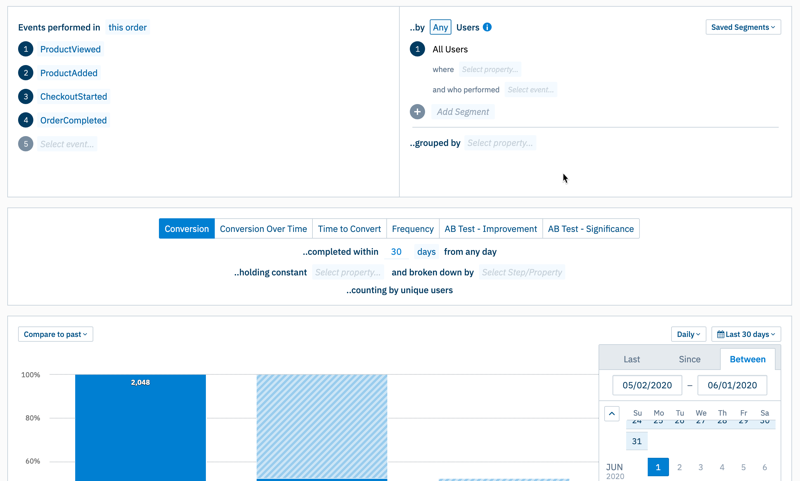 Events performed in this order
1 ProductViewed
2 ProductAdded
3 CheckoutStarted
4 OrderCompleted
5 Select event...
..by Any Users i
Saved Segments
1 All Users
where Select property...
and who performed Select event...
+ Add Segment
..grouped by Select property...
Conversion Conversion Over Time Time to Convert Frequency AB Test - Improvement AB Test - Significance
..completed within 30 days from any day
..holding constant Select property... and broken down by Select Step/Property
..counting by unique users
Compare to past
Daily Last 30 days
Last Since Between
05/02/2020 – 06/01/2020
Su Mo Tu We Th Fr Sa
24 25 26 27 28 29 30
31
JUN 1 2 3 4 5 6
2020
100%
2,048
80%
60%